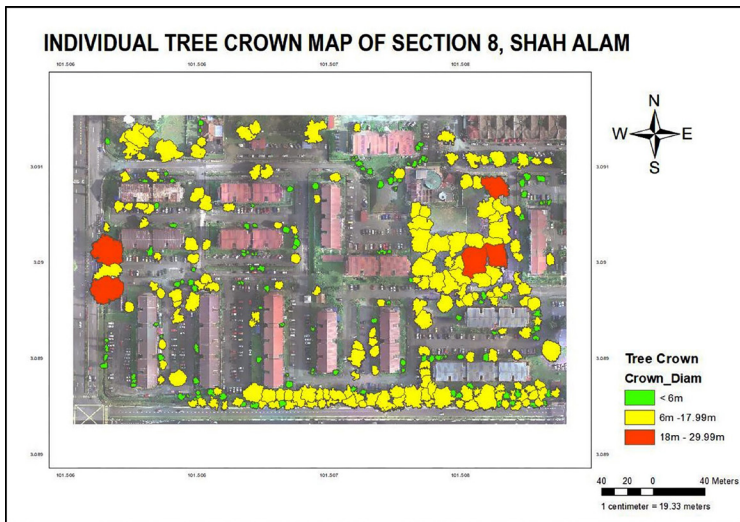 INDIVIDUAL TREE CROWN MAP OF SECTION 8, SHAH ALAM
101.506 101.506 101.507 101.508
N
W E
S
3.091 3.091
3.09 3.09
3.089 3.089
3.089 3.089
101.506 101.506 101.507 101.508
Tree Crown
Crown_Diam
< 6m
6m -17.99m
18m - 29.99m
40 20 0 40 Meters
1 centimeter = 19.33 meters